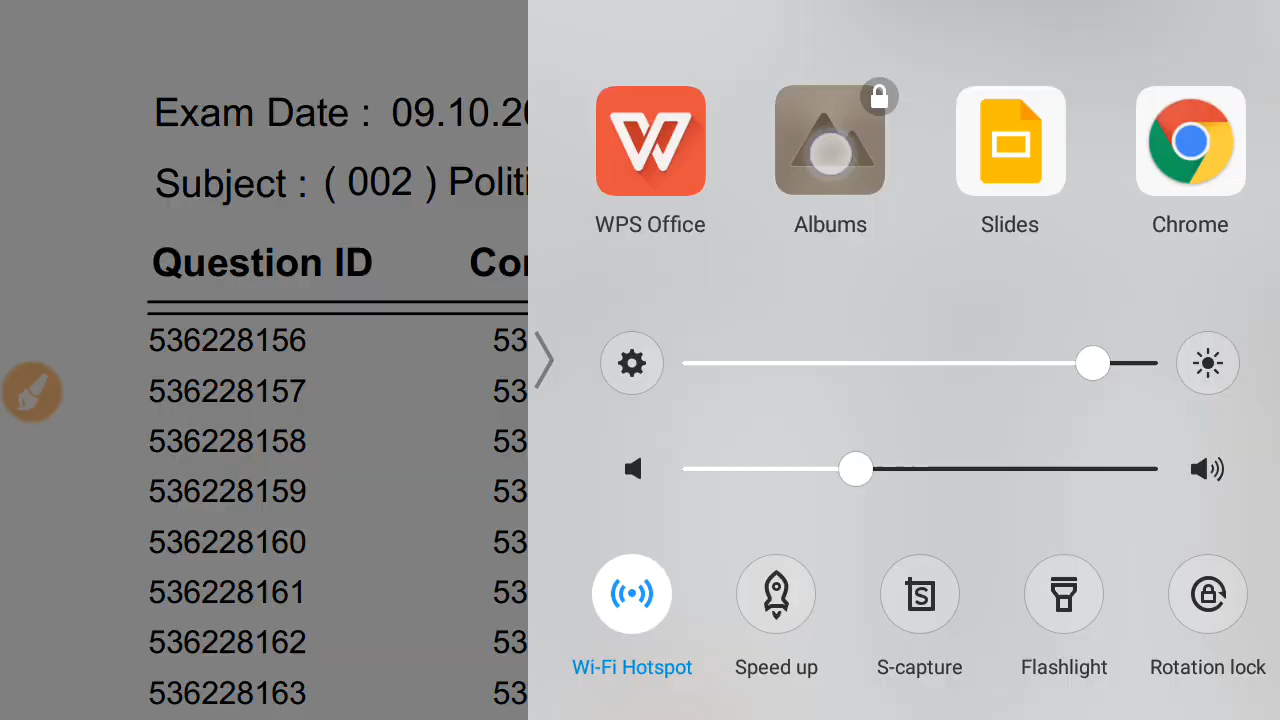 Exam Date : 09.10.20
Subject : ( 002 ) Politi
Question ID Cor
536228156 53
536228157 53
536228158 53
536228159 53
536228160 53
536228161 53
536228162 53
536228163 53
WPS Office Albums Slides Chrome
Wi-Fi Hotspot Speed up S-capture Flashlight Rotation lock